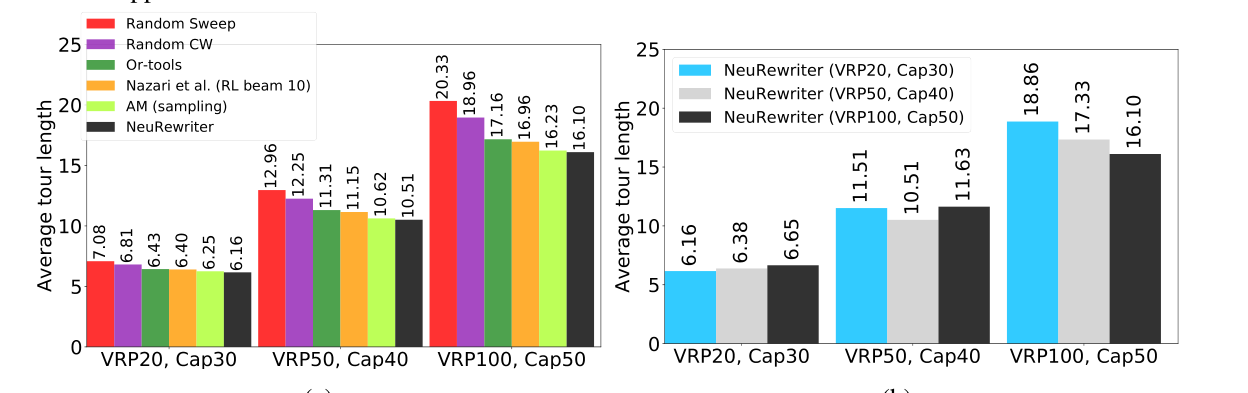 Random Sweep
Random CW
Or-tools
Nazari et al. (RL beam 10)
AM (sampling)
NeuRewriter
Average tour length
25
20
15
10
5
0
7.08
6.81
6.43
6.40
6.25
6.16
12.96
12.25
11.31
11.15
10.62
10.51
20.33
18.96
17.16
16.96
16.23
16.10
VRP20, Cap30
VRP50, Cap40
VRP100, Cap50
NeuRewriter (VRP20, Cap30)
NeuRewriter (VRP50, Cap40)
NeuRewriter (VRP100, Cap50)
Average tour length
25
20
15
10
5
0
6.16
6.38
6.65
11.51
10.51
11.63
18.86
17.33
16.10
VRP20, Cap30
VRP50, Cap40
VRP100, Cap50